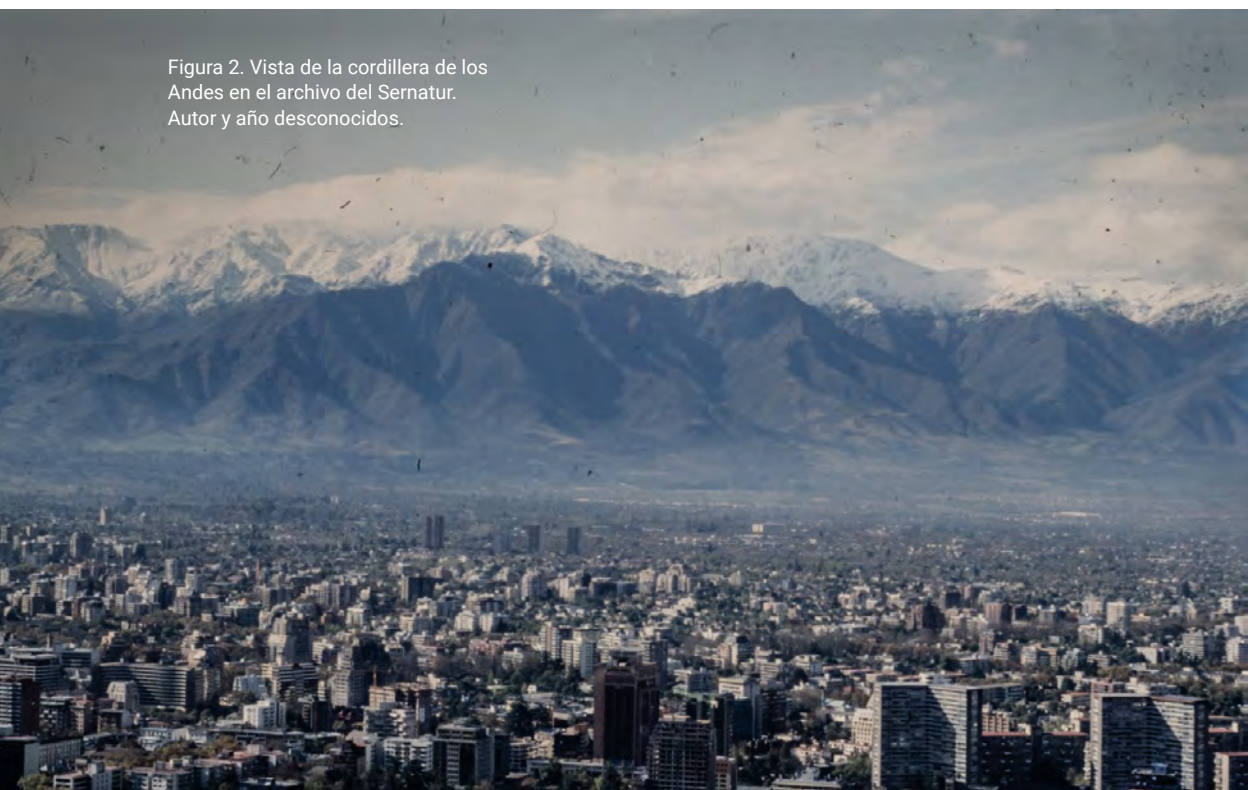 Figura 2. Vista de la cordillera de los
Andes en el archivo del Sernatur.
Autor y año desconocidos.